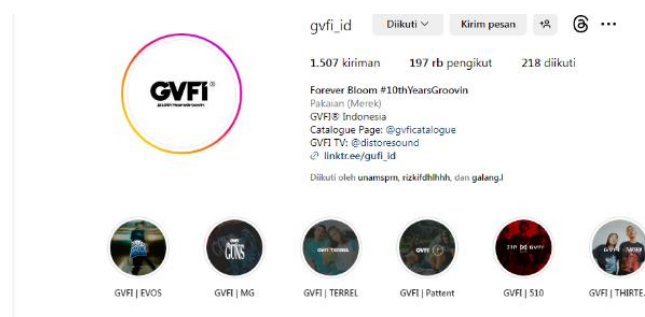 gvfi_id Diikuti Kirim pesan
1.507 kiriman 197 rb pengikut 218 diikuti
GVFI®
Forever Bloom #10thYearsGroovin
Pakaian (Merek)
GVFI® Indonesia
Catalogue Page: @gvficatalogue
GVFI TV: @distoresound
linktr.ee/gufi_id
Diikuti oleh unamsprn, rizkifdhlhhh, dan galang.l
GVFI | EVOS GVFI | MG GVFI | TERREL GVFI | Pattent GVFI | 510 GVFI | THIRTE.